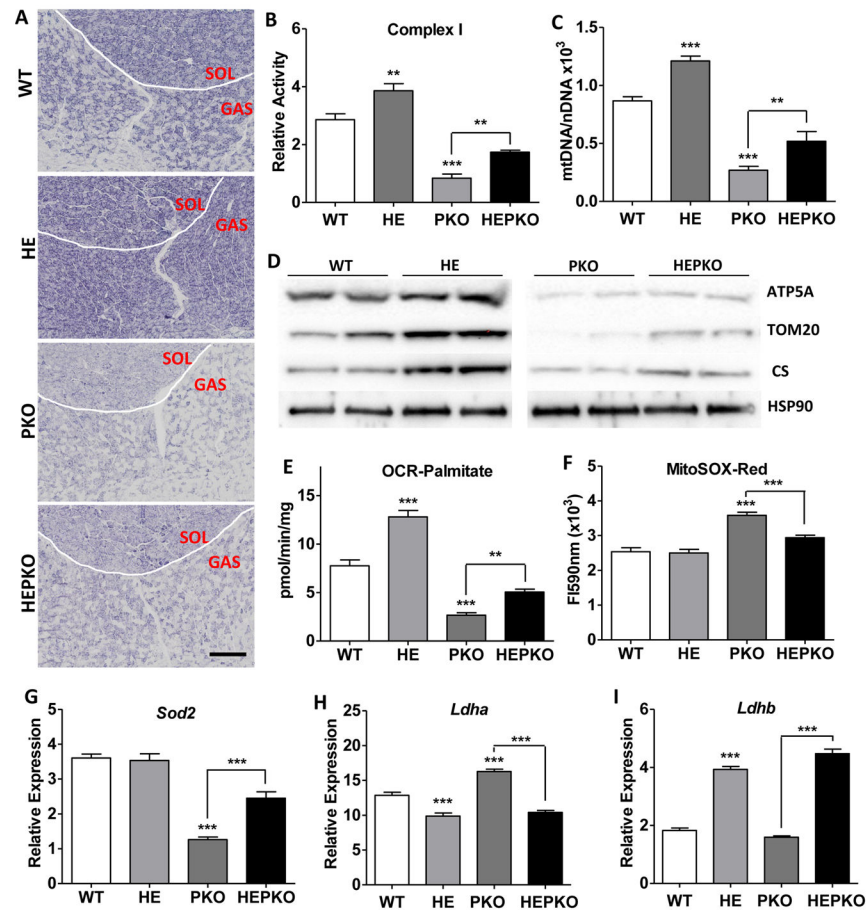 A
WT
SOL
GAS
HE
SOL
GAS
PKO
SOL
GAS
HEPKO
SOL
GAS
B
Complex I
Relative Activity
6
4
2
0
**
***
**
WT HE PKO HEPKO
C
mtDNA/nDNA x10³
1.5
1.0
0.5
0.0
***
***
**
WT HE PKO HEPKO
D
WT HE PKO HEPKO
ATP5A
TOM20
CS
HSP90
E
OCR-Palmitate
pmol/min/mg
15
10
5
0
***
***
**
WT HE PKO HEPKO
F
MitoSOX-Red
FI590nm (x10³)
5
4
3
2
1
0
***
***
WT HE PKO HEPKO
G
Sod2
Relative Expression
5
4
3
2
1
0
***
***
WT HE PKO HEPKO
H
Ldha
Relative Expression
25
20
15
10
5
0
***
***
***
WT HE PKO HEPKO
I
Ldhb
Relative Expression
6
4
2
0
***
***
WT HE PKO HEPKO